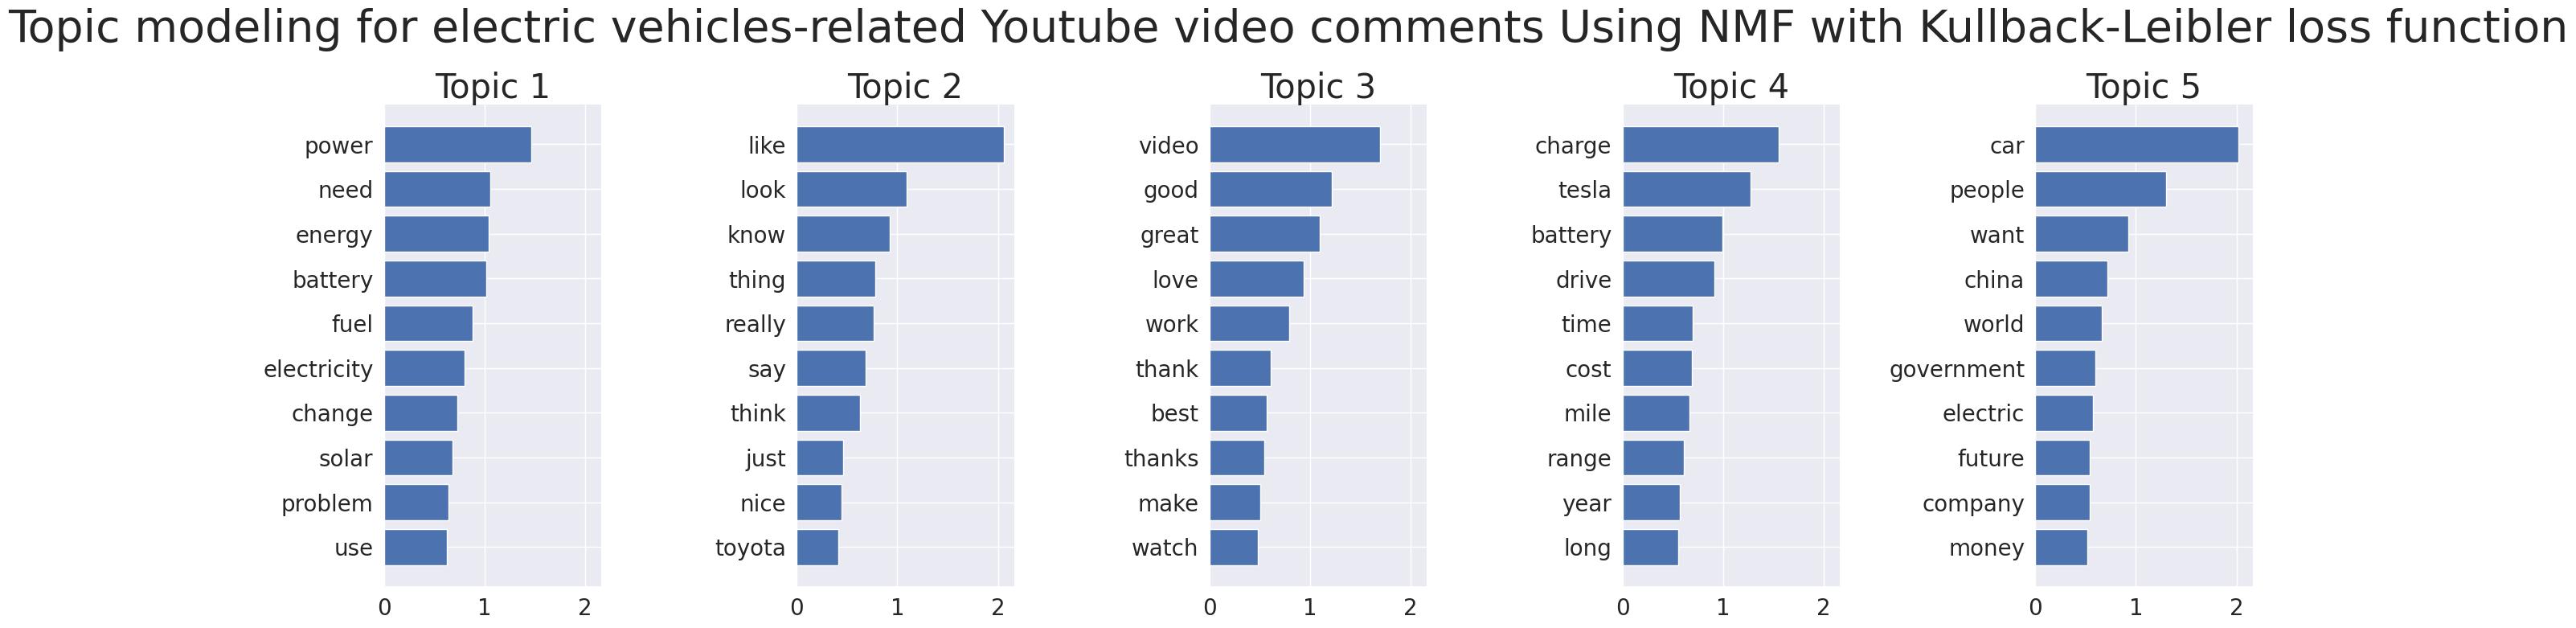 Topic modeling for electric vehicles-related Youtube video comments Using NMF with Kullback-Leibler loss function
Topic 1
power
need
energy
battery
fuel
electricity
change
solar
problem
use
0 1 2
Topic 2
like
look
know
thing
really
say
think
just
nice
toyota
0 1 2
Topic 3
video
good
great
love
work
thank
best
thanks
make
watch
0 1 2
Topic 4
charge
tesla
battery
drive
time
cost
mile
range
year
long
0 1 2
Topic 5
car
people
want
china
world
government
electric
future
company
money
0 1 2